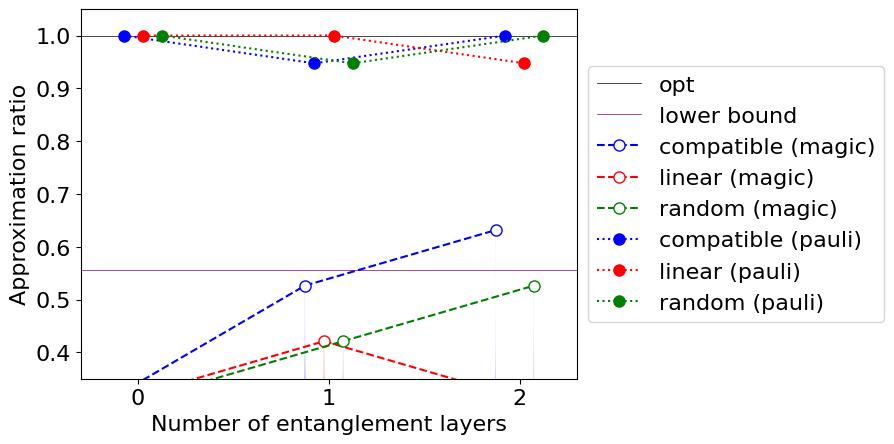 1.0
0.9
0.8
0.7
0.6
0.5
0.4
Approximation ratio
0
1
2
Number of entanglement layers
opt
lower bound
compatible (magic)
linear (magic)
random (magic)
compatible (pauli)
linear (pauli)
random (pauli)